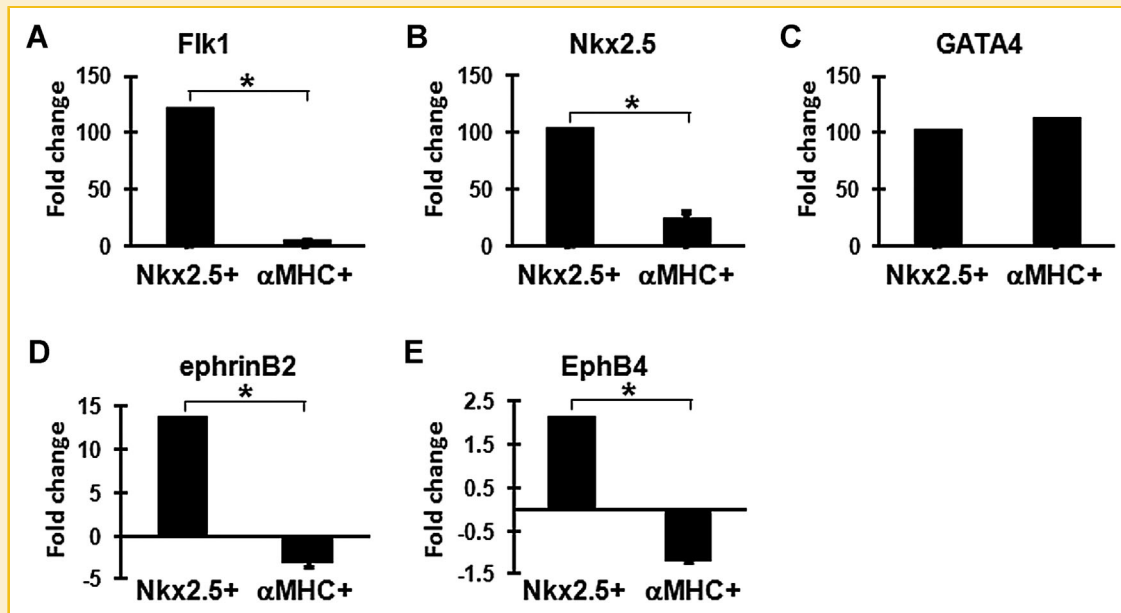 A
Flk1
*
Fold change
150
100
50
0
Nkx2.5+ αMHC+
B
Nkx2.5
*
Fold change
150
100
50
0
Nkx2.5+ αMHC+
C
GATA4
Fold change
150
100
50
0
Nkx2.5+ αMHC+
D
ephrinB2
*
Fold change
15
10
5
0
-5
Nkx2.5+ αMHC+
E
EphB4
*
Fold change
2.5
1.5
0.5
-0.5
-1.5
Nkx2.5+ αMHC+